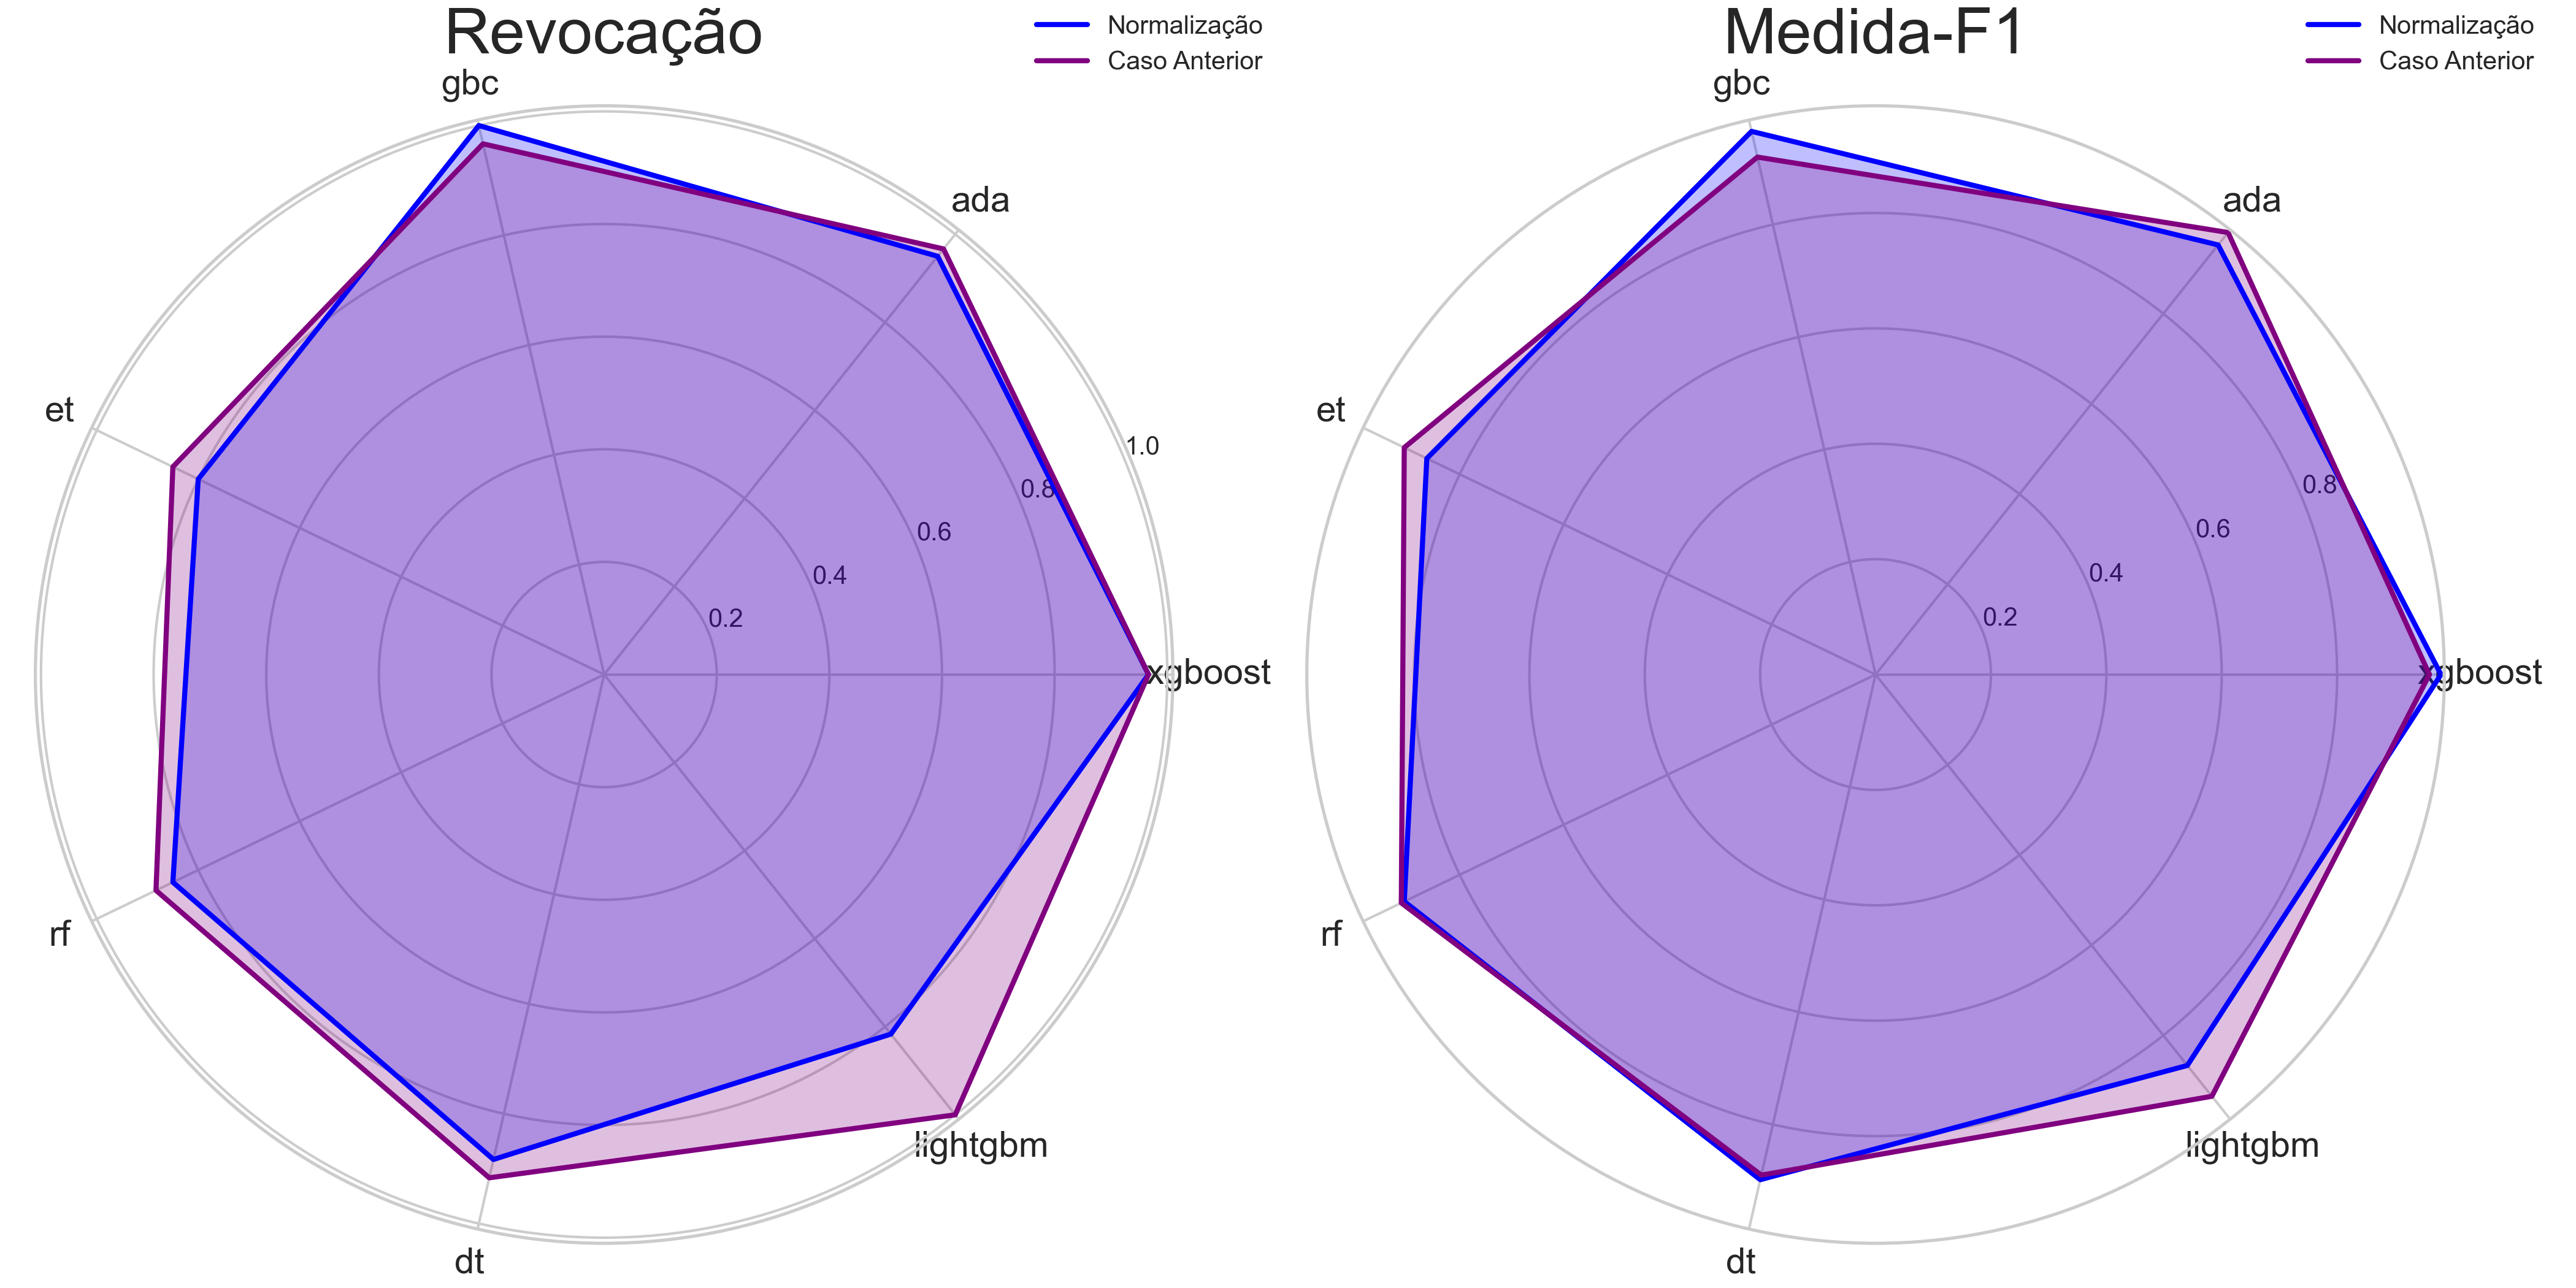 Revocação
Normalização
Caso Anterior
gbc
ada
et
1.0
0.8
0.6
0.4
0.2
xgboost
rf
lightgbm
dt
Medida-F1
Normalização
Caso Anterior
gbc
ada
et
0.8
0.6
0.4
0.2
xgboost
rf
lightgbm
dt